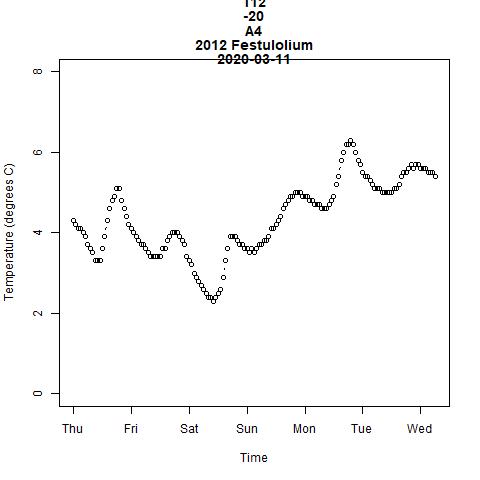 T12
-20
A4
2012 Festulolium
2020-03-11
Temperature (degrees C)
8
6
4
2
0
Thu Fri Sat Sun Mon Tue Wed
Time